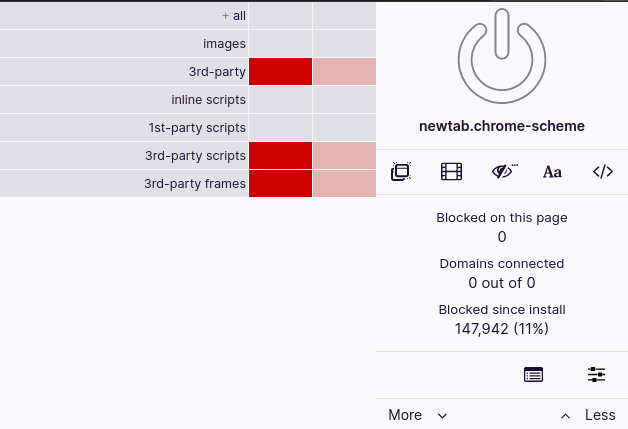 + all
images
3rd-party
inline scripts
1st-party scripts
3rd-party scripts
3rd-party frames
newtab.chrome-scheme
Aa
</>
Blocked on this page
0
Domains connected
0 out of 0
Blocked since install
147,942 (11%)
More
Less